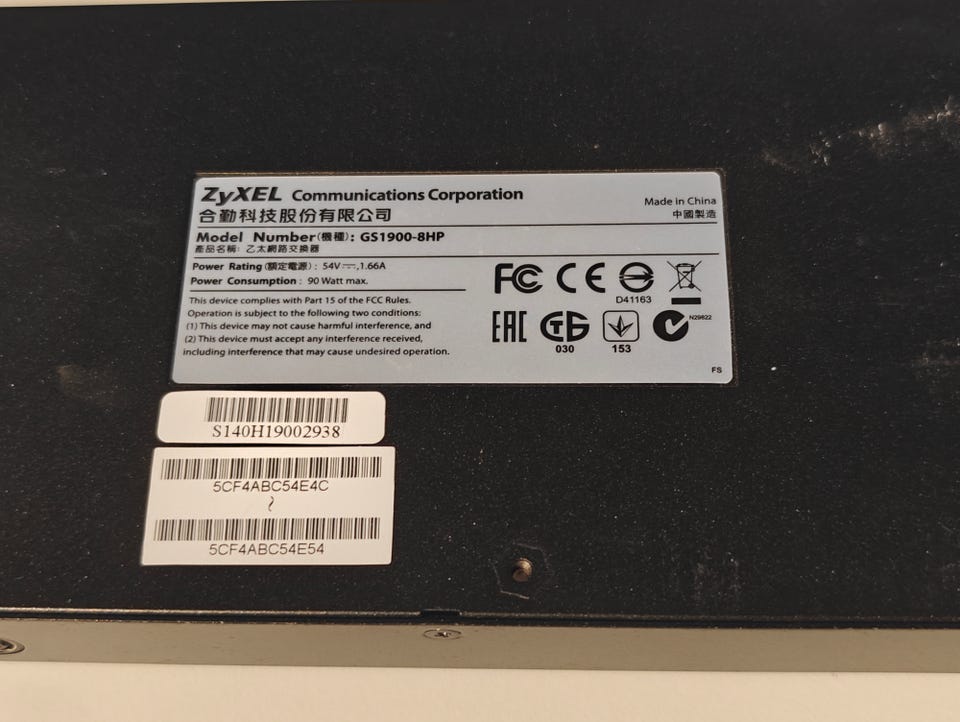 ZyXEL Communications Corporation
合勤科技股份有限公司
Made in China
中國製造
Model Number(機種): GS1900-8HP
產品名稱: 乙太網路交換器
Power Rating (額定電源) : 54V⎓,1.66A
Power Consumption : 90 Watt max.
This device complies with Part 15 of the FCC Rules.
Operation is subject to the following two conditions:
(1) This device may not cause harmful interference, and
(2) This device must accept any interference received,
including interference that may cause undesired operation.
FC CE
D41163
EAC
030
153
N29822
FS
S140H19002938
5CF4ABC54E4C
~
5CF4ABC54E54